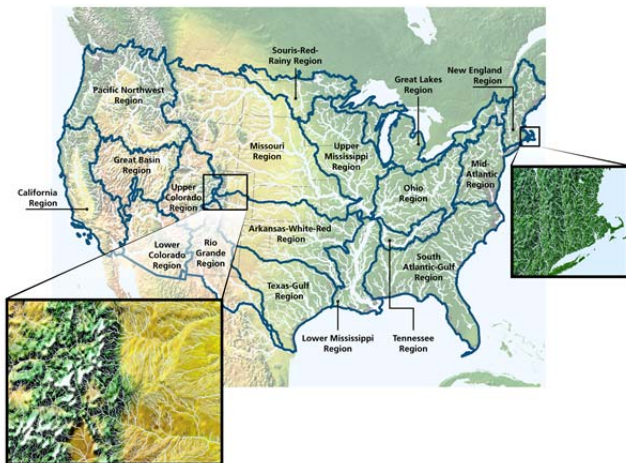 Souris-Red-
Rainy Region
New England
Region
Great Lakes
Region
Pacific Northwest
Region
Missouri
Region
Upper
Mississippi
Region
Great Basin
Region
Mid-
Atlantic
Region
Ohio
Region
Upper
Colorado
Region
California
Region
Arkansas-White-Red
Region
Lower
Colorado
Region
Rio
Grande
Region
South
Atlantic-Gulf
Region
Texas-Gulf
Region
Lower Mississippi
Region
Tennessee
Region